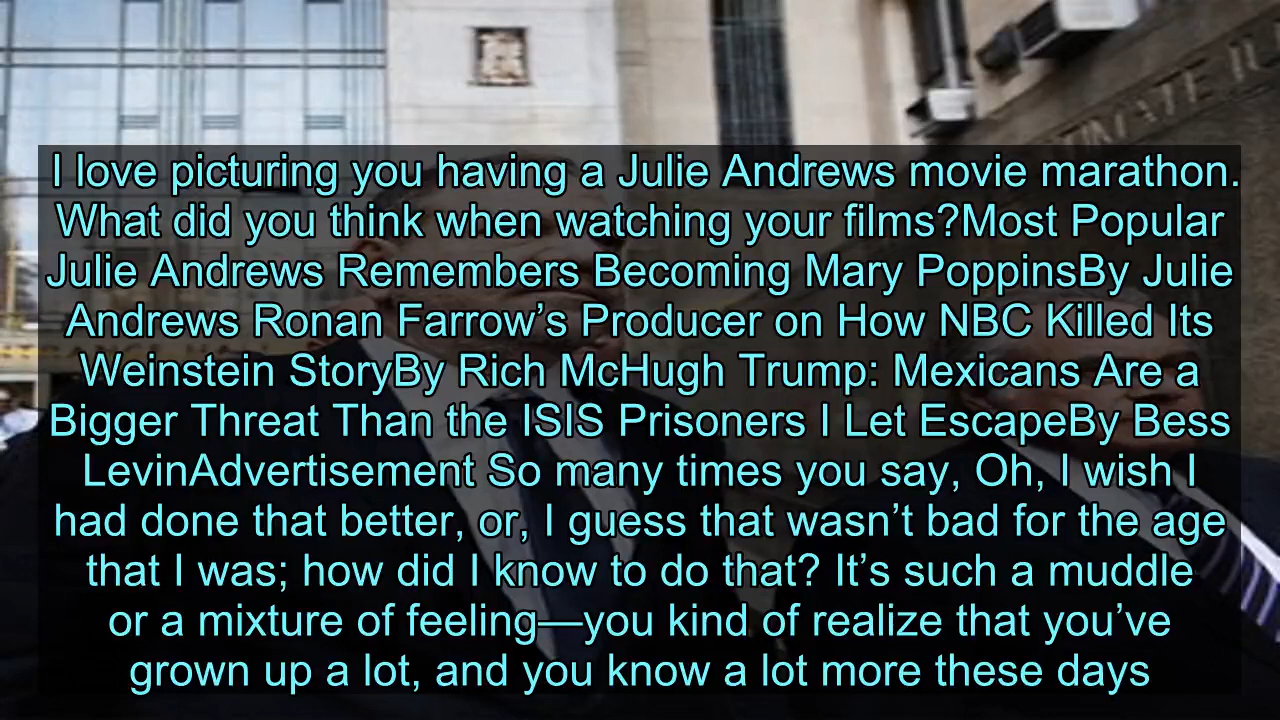 TIMATE
I love picturing you having a Julie Andrews movie marathon.
What did you think when watching your films?Most Popular
Julie Andrews Remembers Becoming Mary PoppinsBy Julie
Andrews Ronan Farrow’s Producer on How NBC Killed Its
Weinstein StoryBy Rich McHugh Trump: Mexicans Are a
Bigger Threat Than the ISIS Prisoners I Let EscapeBy Bess
LevinAdvertisement So many times you say, Oh, I wish I
had done that better, or, I guess that wasn’t bad for the age
that I was; how did I know to do that? It’s such a muddle
or a mixture of feeling—you kind of realize that you’ve
grown up a lot, and you know a lot more these days